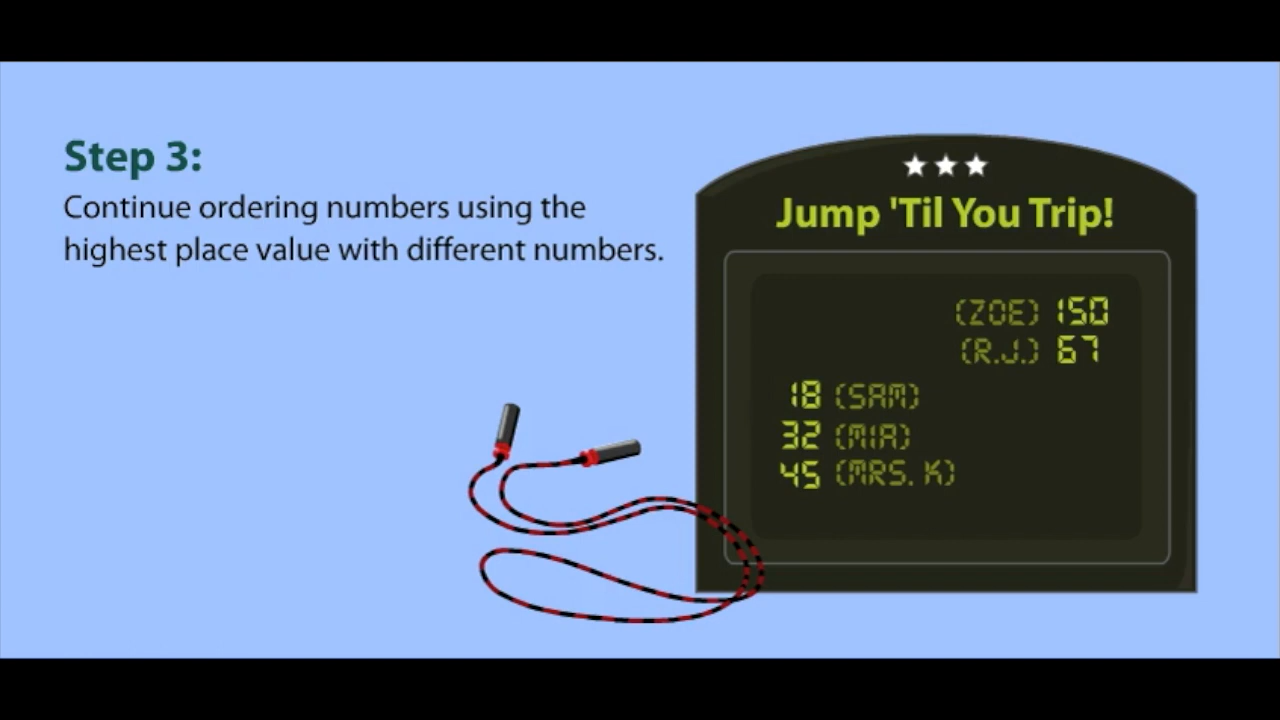 Step 3:
Continue ordering numbers using the
highest place value with different numbers.
Jump 'Til You Trip!
(ZOE) 150
(R.J.) 67
18 (SAM)
32 (MIA)
45 (MRS. K)